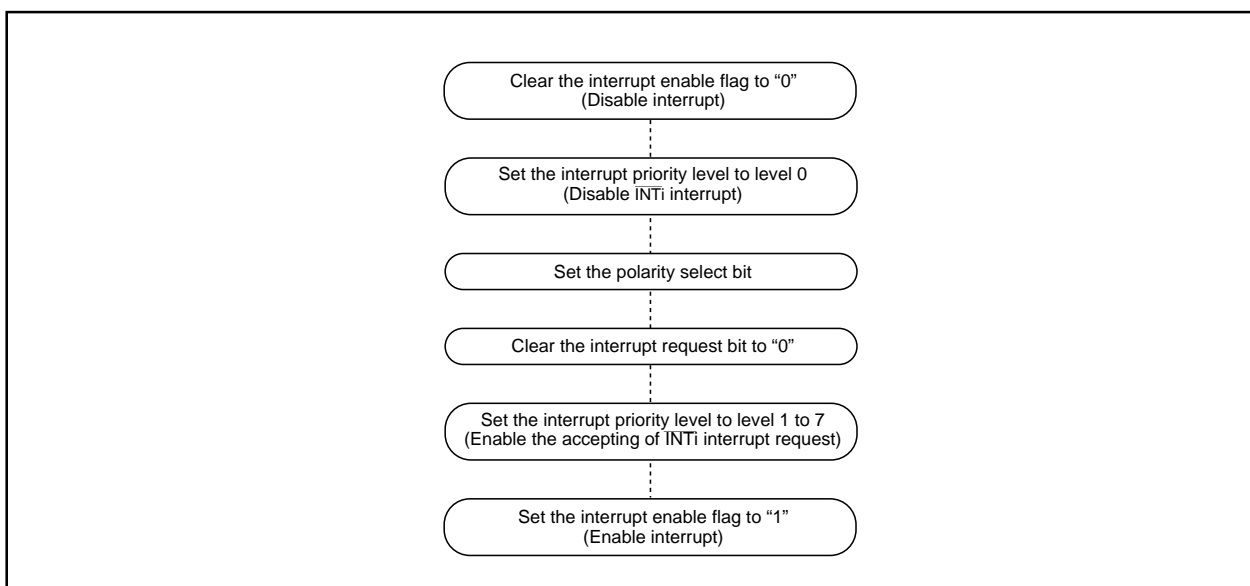 Clear the interrupt enable flag to “0”
(Disable interrupt)
Set the interrupt priority level to level 0
(Disable I̅N̅T̅i interrupt)
Set the polarity select bit
Clear the interrupt request bit to “0”
Set the interrupt priority level to level 1 to 7
(Enable the accepting of I̅N̅T̅i interrupt request)
Set the interrupt enable flag to “1”
(Enable interrupt)